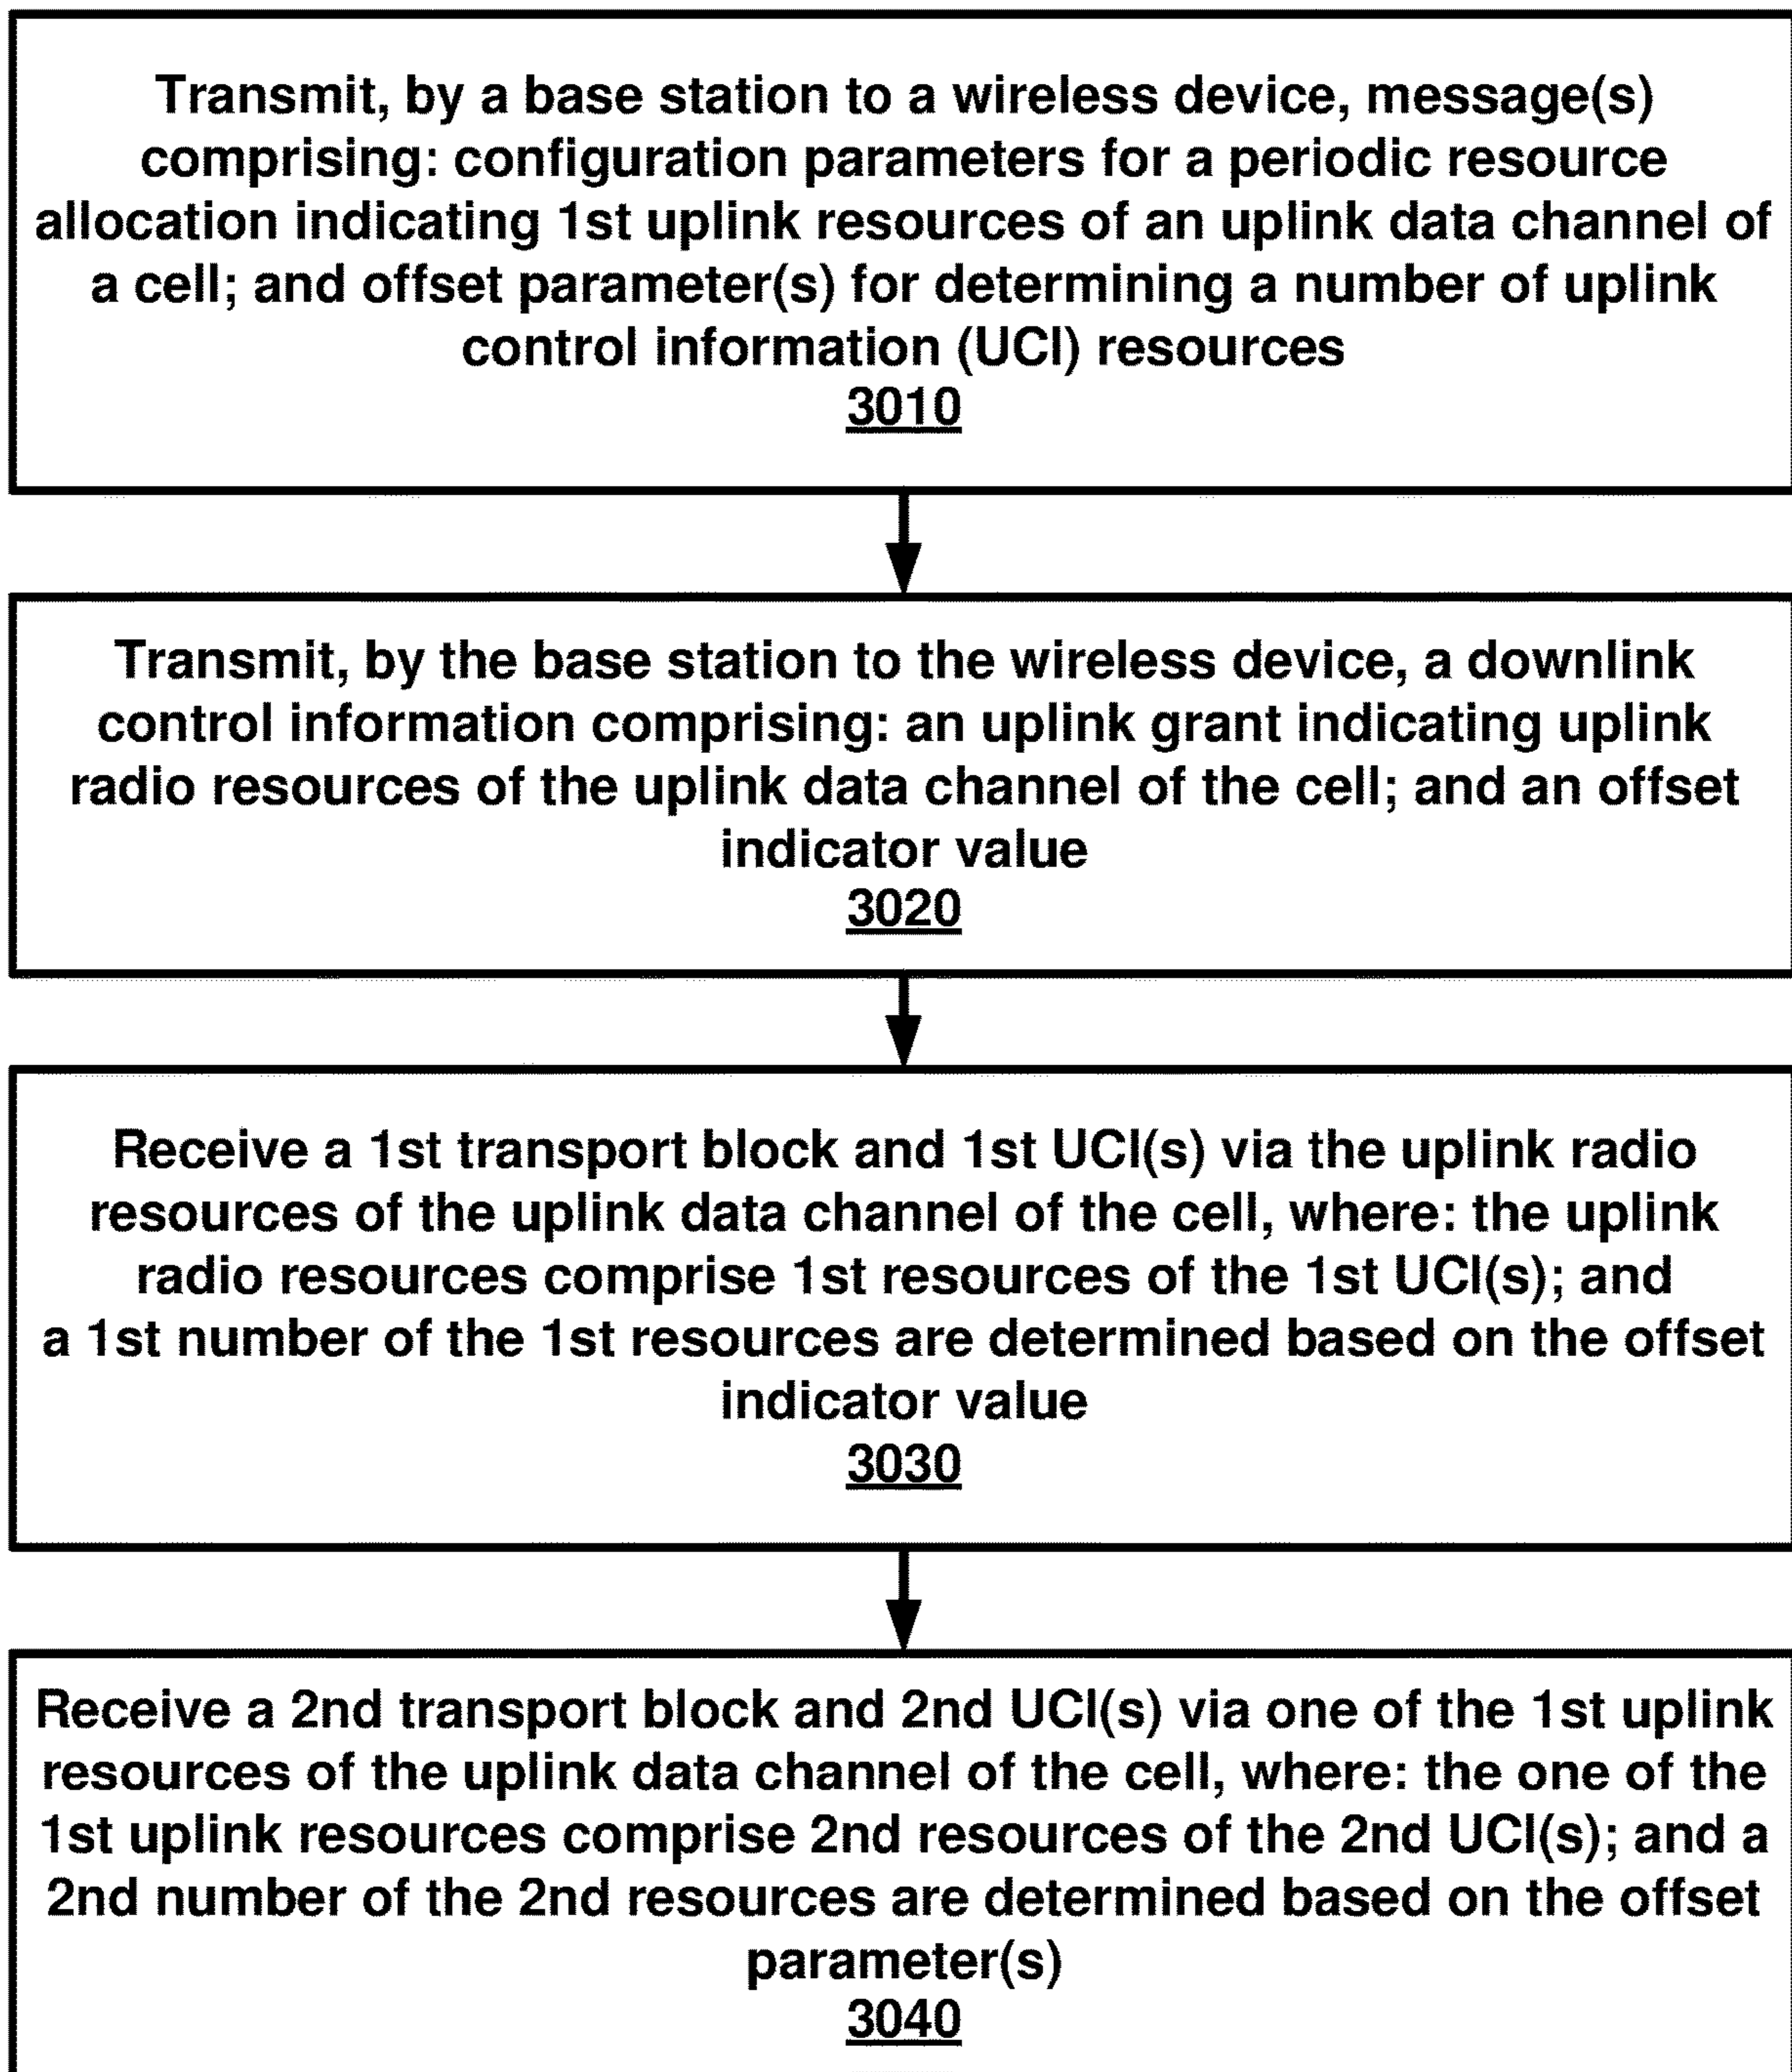 Transmit, by a base station to a wireless device, message(s)
comprising: configuration parameters for a periodic resource
allocation indicating 1st uplink resources of an uplink data channel of
a cell; and offset parameter(s) for determining a number of uplink
control information (UCI) resources
3010
Transmit, by the base station to the wireless device, a downlink
control information comprising: an uplink grant indicating uplink
radio resources of the uplink data channel of the cell; and an offset
indicator value
3020
Receive a 1st transport block and 1st UCI(s) via the uplink radio
resources of the uplink data channel of the cell, where: the uplink
radio resources comprise 1st resources of the 1st UCI(s); and
a 1st number of the 1st resources are determined based on the offset
indicator value
3030
Receive a 2nd transport block and 2nd UCI(s) via one of the 1st uplink
resources of the uplink data channel of the cell, where: the one of the
1st uplink resources comprise 2nd resources of the 2nd UCI(s); and a
2nd number of the 2nd resources are determined based on the offset
parameter(s)
3040